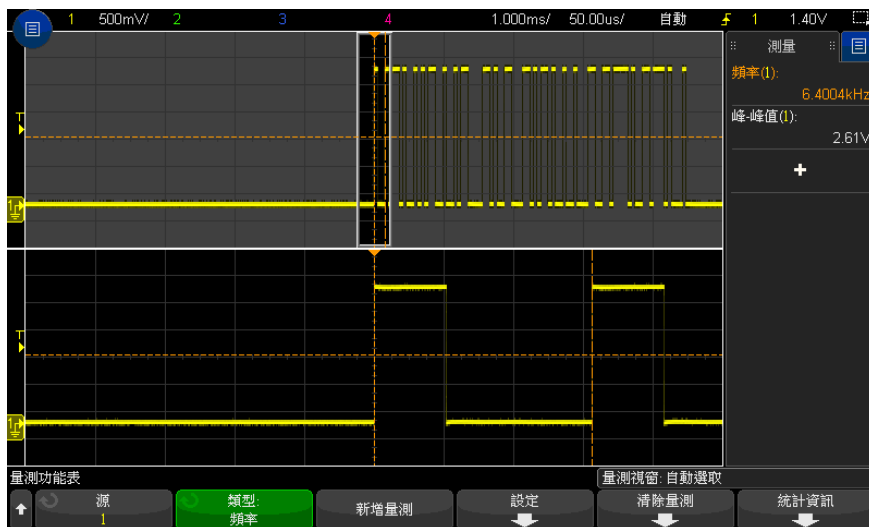 1 500mV/ 2 3 4 1.000ms/ 50.00us/ 自動 1 1.40V
測量
頻率(1):
6.4004kHz
峰-峰值(1):
2.61V
+
T
1
T
1
量測功能表
量測視窗: 自動選取
源
1
類型:
頻率
新增量測
設定
清除量測
統計資訊